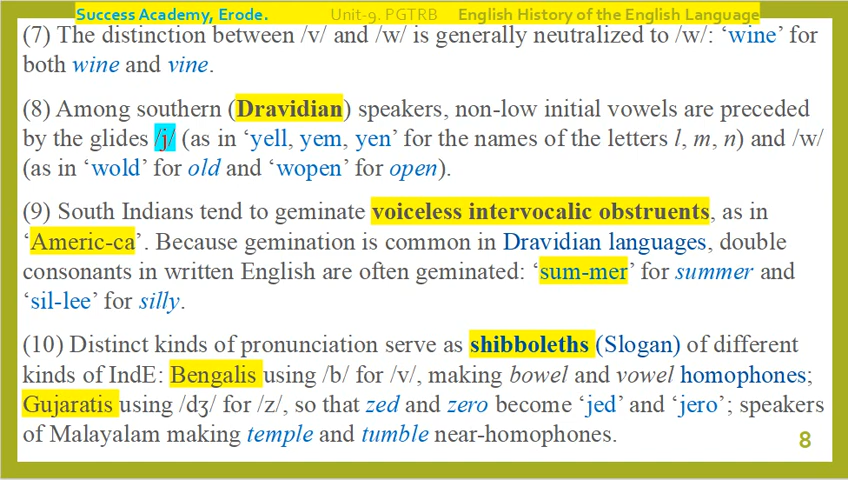 Success Academy, Erode. Unit-9. PGTRB English History of the English Language
(7) The distinction between /v/ and /w/ is generally neutralized to /w/: ‘wine’ for
both wine and vine.
(8) Among southern (Dravidian) speakers, non-low initial vowels are preceded
by the glides /j/ (as in ‘yell, yem, yen’ for the names of the letters l, m, n) and /w/
(as in ‘wold’ for old and ‘wopen’ for open).
(9) South Indians tend to geminate voiceless intervocalic obstruents, as in
‘Americ-ca’. Because gemination is common in Dravidian languages, double
consonants in written English are often geminated: ‘sum-mer’ for summer and
‘sil-lee’ for silly.
(10) Distinct kinds of pronunciation serve as shibboleths (Slogan) of different
kinds of IndE: Bengalis using /b/ for /v/, making bowel and vowel homophones;
Gujaratis using /dʒ/ for /z/, so that zed and zero become ‘jed’ and ‘jero’; speakers
of Malayalam making temple and tumble near-homophones.
8